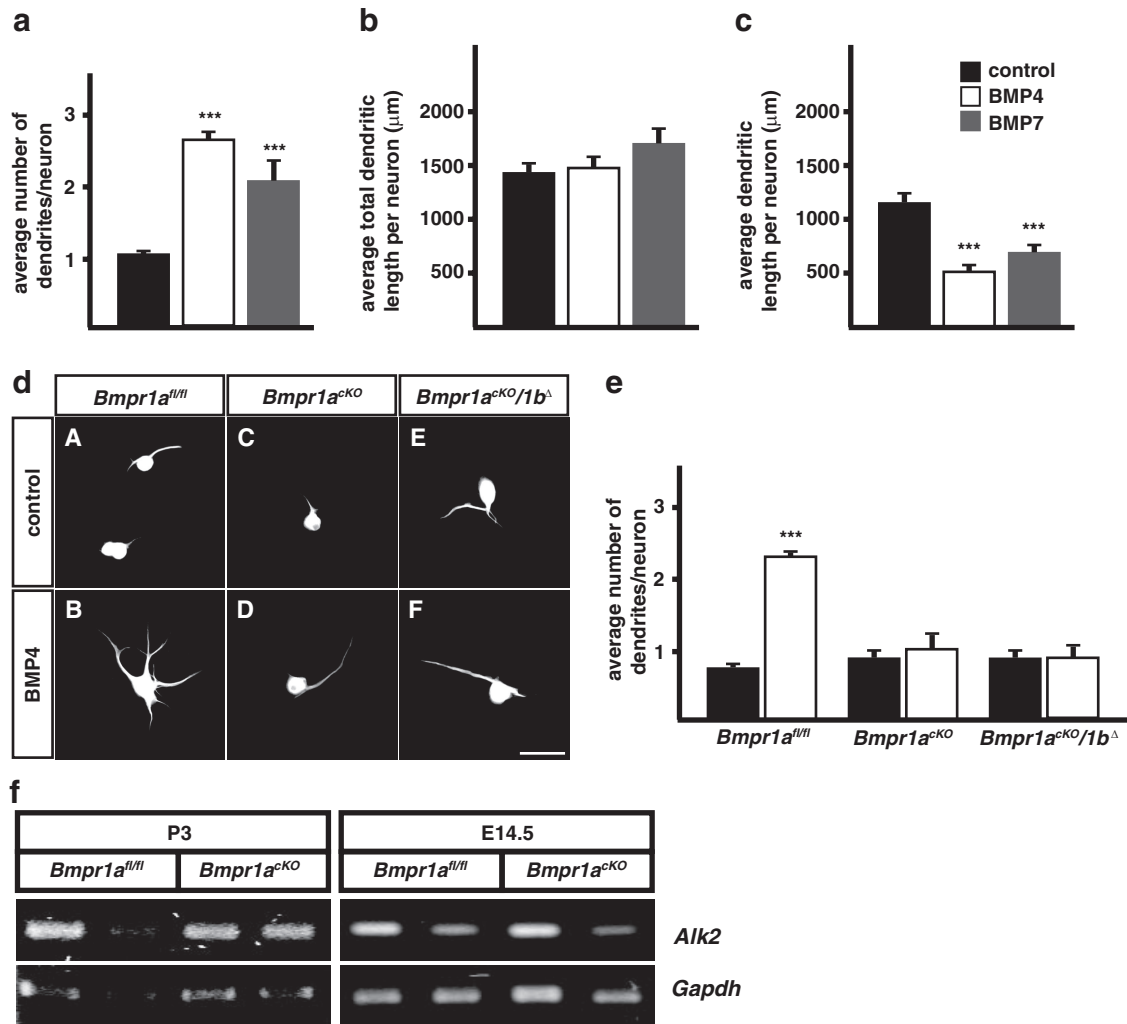 a
average number of
dendrites/neuron
3
2
1
***
***
b
average total dendritic
length per neuron (μm)
2000
1500
1000
500
c
average dendritic
length per neuron (μm)
2000
1500
1000
500
***
***
control
BMP4
BMP7
d
Bmpr1a^fl/fl
Bmpr1a^cKO
Bmpr1a^cKO/1b^Δ
control
A
C
E
BMP4
B
D
F
e
average number of
dendrites/neuron
3
2
1
***
Bmpr1a^fl/fl
Bmpr1a^cKO
Bmpr1a^cKO/1b^Δ
f
P3
E14.5
Bmpr1a^fl/fl
Bmpr1a^cKO
Bmpr1a^fl/fl
Bmpr1a^cKO
Alk2
Gapdh